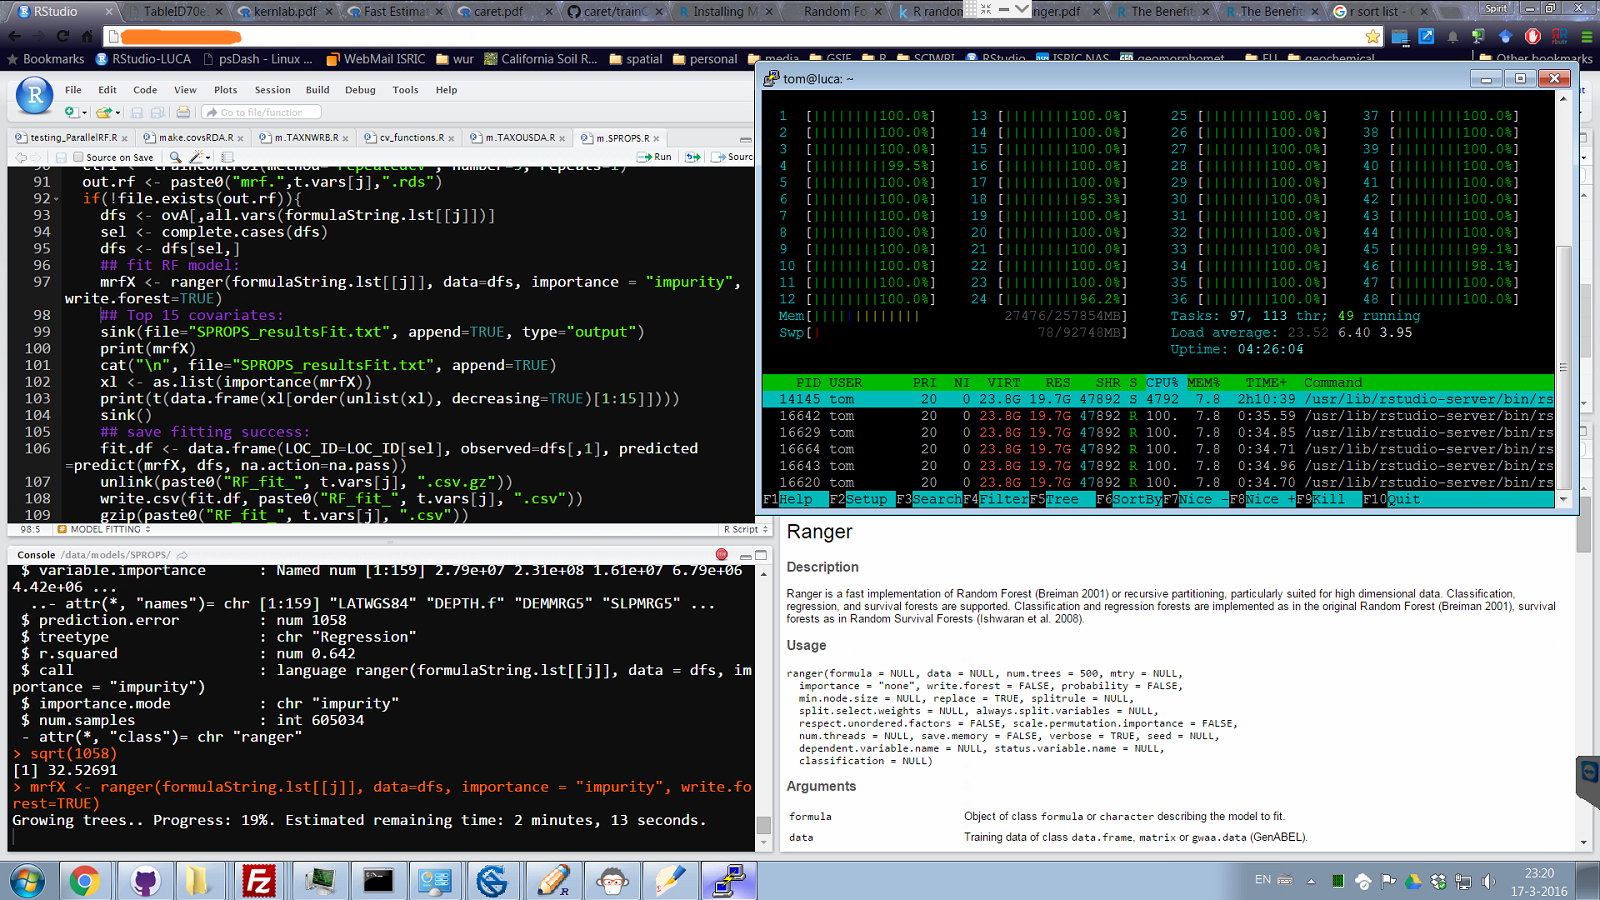 RStudio
TableID70e
kernlab.pdf
Fast Estima
caret.pdf
caret/train
Installing M
Random Fo
R random
nger.pdf
The Benefit
The Benefit
r sort list -
Spirit
Bookmarks
RStudio-LUCA
psDash - Linux ...
WebMail ISRIC
wur
California Soil R...
spatial
personal
media
GSIF
R
SCIWRL
RStudio
ISRIC NAS
geomorphomet
EU
geochemical
Other bookmarks
File Edit Code View Plots Session Build Debug Tools Help
Go to file/function
testing_ParallelRF.R
make.covsRDA.R
m.TAXNWRB.R
cv_functions.R
m.TAXOUSDA.R
m.SPROPS.R
Source on Save
Run
Sourc
91 out.rf <- paste0("mrf.",t.vars[j],".rds")
92 if(!file.exists(out.rf)){
93 dfs <- ovA[,all.vars(formulaString.lst[[j]])]
94 sel <- complete.cases(dfs)
95 dfs <- dfs[sel,]
96 ## fit RF model:
97 mrfX <- ranger(formulaString.lst[[j]], data=dfs, importance = "impurity",
write.forest=TRUE)
98 ## Top 15 covariates:
99 sink(file="SPROPS_resultsFit.txt", append=TRUE, type="output")
100 print(mrfX)
101 cat("\n", file="SPROPS_resultsFit.txt", append=TRUE)
102 xl <- as.list(importance(mrfX))
103 print(t(data.frame(xl[order(unlist(xl), decreasing=TRUE)[1:15]])))
104 sink()
105 ## save fitting success:
106 fit.df <- data.frame(LOC_ID=LOC_ID[sel], observed=dfs[,1], predicted
=predict(mrfX, dfs, na.action=na.pass))
107 unlink(paste0("RF_fit_", t.vars[j], ".csv.gz"))
108 write.csv(fit.df, paste0("RF_fit_", t.vars[j], ".csv"))
109 gzip(paste0("RF_fit_", t.vars[j], ".csv"))
98:5 MODEL FITTING R Script
Console /data/models/SPROPS/
$ variable.importance : Named num [1:159] 2.79e+07 2.31e+08 1.61e+07 6.79e+06
4.42e+06 ...
..- attr(*, "names")= chr [1:159] "LATWGS84" "DEPTH.f" "DEMMRG5" "SLPMRG5" ...
$ prediction.error : num 1058
$ treetype : chr "Regression"
$ r.squared : num 0.642
$ call : language ranger(formulaString.lst[[j]], data = dfs, im
portance = "impurity")
$ importance.mode : chr "impurity"
$ num.samples : int 605034
- attr(*, "class")= chr "ranger"
> sqrt(1058)
[1] 32.52691
> mrfX <- ranger(formulaString.lst[[j]], data=dfs, importance = "impurity", write.fo
rest=TRUE)
Growing trees.. Progress: 19%. Estimated remaining time: 2 minutes, 13 seconds.
tom@luca: ~
1 [||||||||100.0%] 13 [||||||||100.0%] 25 [||||||||100.0%] 37 [||||||||100.0%]
2 [||||||||100.0%] 14 [||||||||100.0%] 26 [||||||||100.0%] 38 [||||||||100.0%]
3 [||||||||100.0%] 15 [||||||||100.0%] 27 [||||||||100.0%] 39 [||||||||100.0%]
4 [|||||||||99.5%] 16 [||||||||100.0%] 28 [||||||||100.0%] 40 [||||||||100.0%]
5 [||||||||100.0%] 17 [||||||||100.0%] 29 [||||||||100.0%] 41 [||||||||100.0%]
6 [||||||||100.0%] 18 [|||||||||95.3%] 30 [||||||||100.0%] 42 [||||||||100.0%]
7 [||||||||100.0%] 19 [||||||||100.0%] 31 [||||||||100.0%] 43 [||||||||100.0%]
8 [||||||||100.0%] 20 [||||||||100.0%] 32 [||||||||100.0%] 44 [||||||||100.0%]
9 [||||||||100.0%] 21 [||||||||100.0%] 33 [||||||||100.0%] 45 [|||||||||99.1%]
10 [||||||||100.0%] 22 [||||||||100.0%] 34 [||||||||100.0%] 46 [|||||||||98.1%]
11 [||||||||100.0%] 23 [||||||||100.0%] 35 [||||||||100.0%] 47 [||||||||100.0%]
12 [||||||||100.0%] 24 [|||||||||96.2%] 36 [||||||||100.0%] 48 [||||||||100.0%]
Mem[||||||||||||| 27476/257854MB] Tasks: 97, 113 thr; 49 running
Swp[| 78/92748MB] Load average: 23.52 6.40 3.95
Uptime: 04:26:04
PID USER PRI NI VIRT RES SHR S CPU% MEM% TIME+ Command
14145 tom 20 0 23.8G 19.7G 47892 S 4792 7.8 2h10:39 /usr/lib/rstudio-server/bin/rs
16642 tom 20 0 23.8G 19.7G 47892 R 100. 7.8 0:35.59 /usr/lib/rstudio-server/bin/rs
16629 tom 20 0 23.8G 19.7G 47892 R 100. 7.8 0:34.85 /usr/lib/rstudio-server/bin/rs
16664 tom 20 0 23.8G 19.7G 47892 R 100. 7.8 0:34.71 /usr/lib/rstudio-server/bin/rs
16643 tom 20 0 23.8G 19.7G 47892 R 100. 7.8 0:34.96 /usr/lib/rstudio-server/bin/rs
16620 tom 20 0 23.8G 19.7G 47892 R 100. 7.8 0:34.70 /usr/lib/rstudio-server/bin/rs
F1Help F2Setup F3SearchF4FilterF5Tree F6SortByF7Nice -F8Nice +F9Kill F10Quit
Ranger
Description
Ranger is a fast implementation of Random Forest (Breiman 2001) or recursive partitioning, particularly suited for high dimensional data. Classification,
regression, and survival forests are supported. Classification and regression forests are implemented as in the original Random Forest (Breiman 2001), survival
forests as in Random Survival Forests (Ishwaran et al. 2008).
Usage
ranger(formula = NULL, data = NULL, num.trees = 500, mtry = NULL,
importance = "none", write.forest = FALSE, probability = FALSE,
min.node.size = NULL, replace = TRUE, splitrule = NULL,
split.select.weights = NULL, always.split.variables = NULL,
respect.unordered.factors = FALSE, scale.permutation.importance = FALSE,
num.threads = NULL, save.memory = FALSE, verbose = TRUE, seed = NULL,
dependent.variable.name = NULL, status.variable.name = NULL,
classification = NULL)
Arguments
formula Object of class formula or character describing the model to fit.
data Training data of class data.frame, matrix or gwaa.data (GenABEL).
EN
23:20
17-3-2016